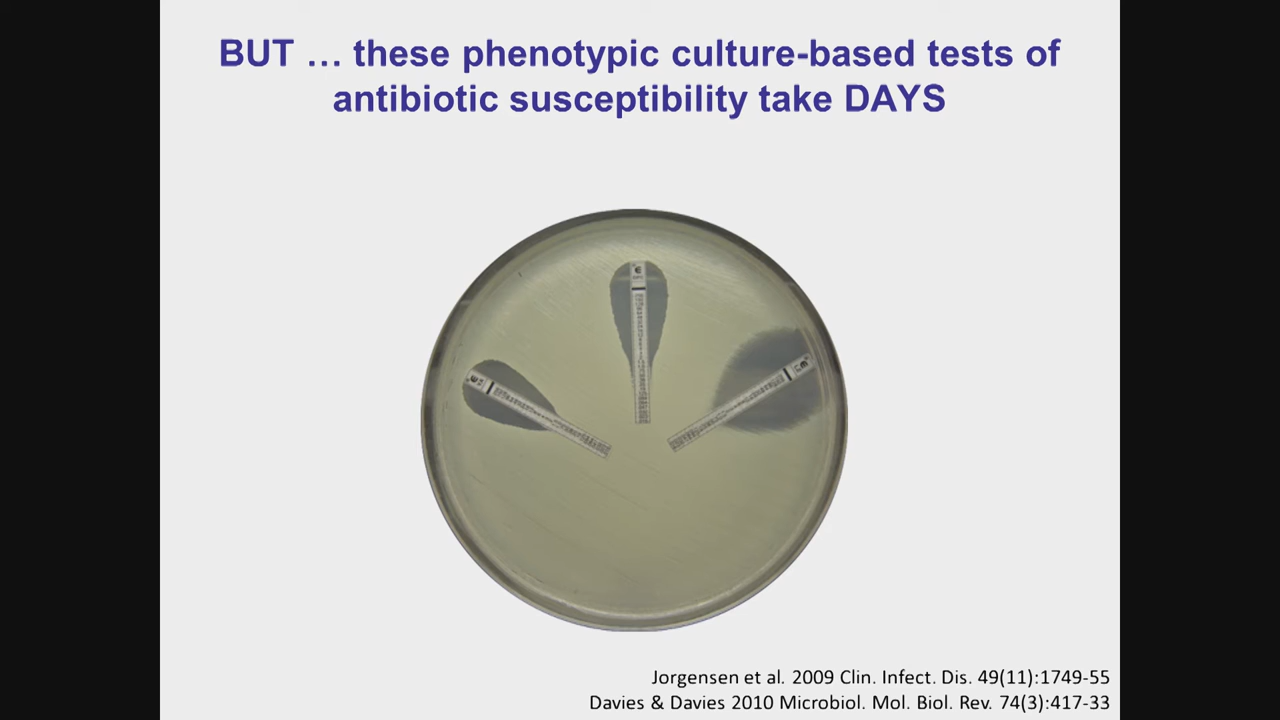 BUT … these phenotypic culture-based tests of
antibiotic susceptibility take DAYS
Jorgensen et al. 2009 Clin. Infect. Dis. 49(11):1749-55
Davies & Davies 2010 Microbiol. Mol. Biol. Rev. 74(3):417-33